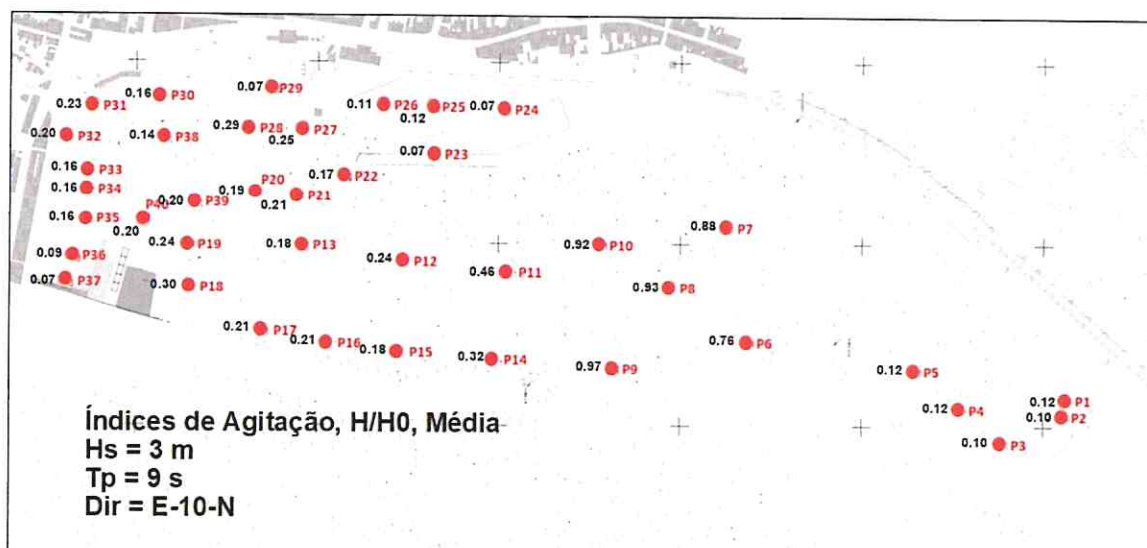 0.07 P29
0.16 P30
0.23 P31
0.11 P26
P25
0.12
0.07 P24
0.29 P28
P27
0.25
0.20 P32
0.14 P38
0.07 P23
0.16 P33
0.17 P22
0.16 P34
0.19 P20
0.21 P21
0.20 P39
0.16 P35
P40
0.20
0.88 P7
0.24 P19
0.18 P13
0.92 P10
0.09 P36
0.24 P12
0.46 P11
0.07 P37
0.30 P18
0.93 P8
0.21 P17
0.21 P16
0.18 P15
0.32 P14
0.76 P6
0.97 P9
0.12 P5
0.12 P1
0.12 P4
0.10 P2
0.10 P3
Índices de Agitação, H/H0, Média
Hs = 3 m
Tp = 9 s
Dir = E-10-N